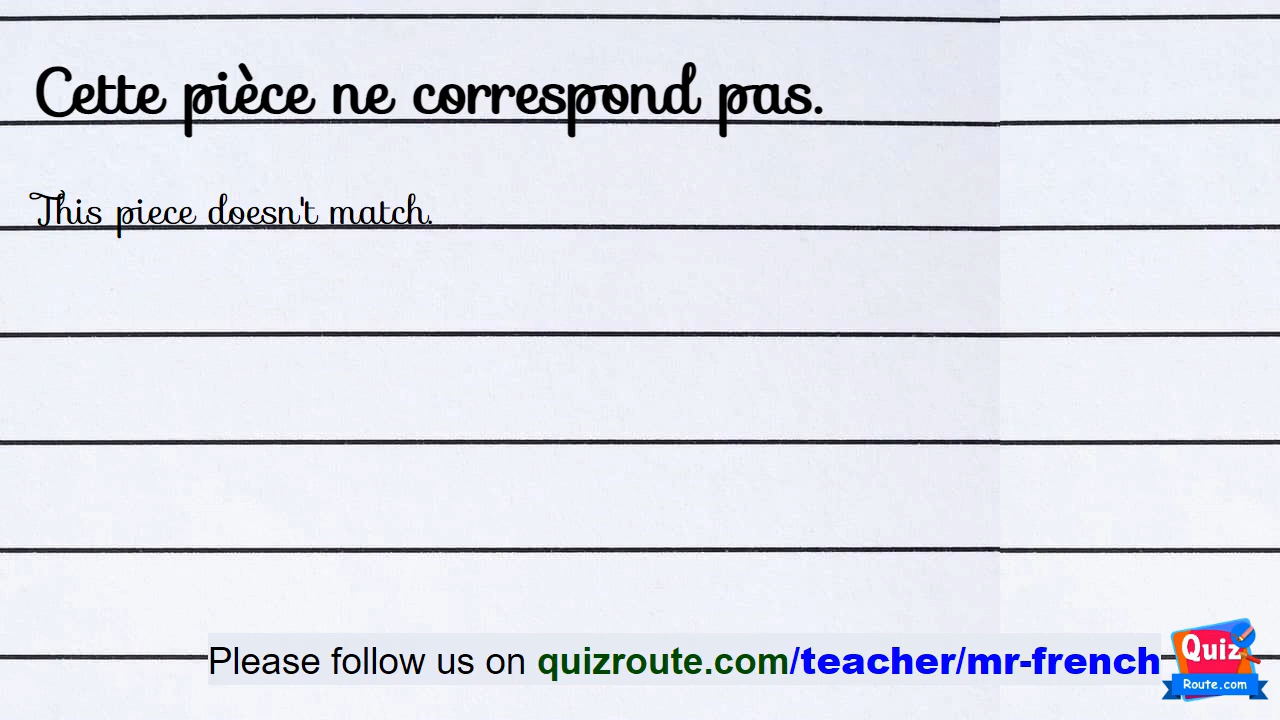 Cette pièce ne correspond pas.
This piece doesn't match.
Please follow us on quizroute.com/teacher/mr-french
Quiz
Route.com